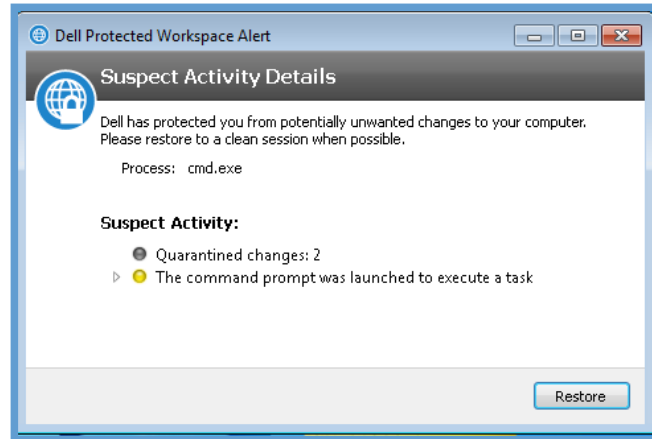 Dell Protected Workspace Alert
Suspect Activity Details
Dell has protected you from potentially unwanted changes to your computer.
Please restore to a clean session when possible.
Process: cmd.exe
Suspect Activity:
Quarantined changes: 2
The command prompt was launched to execute a task
Restore